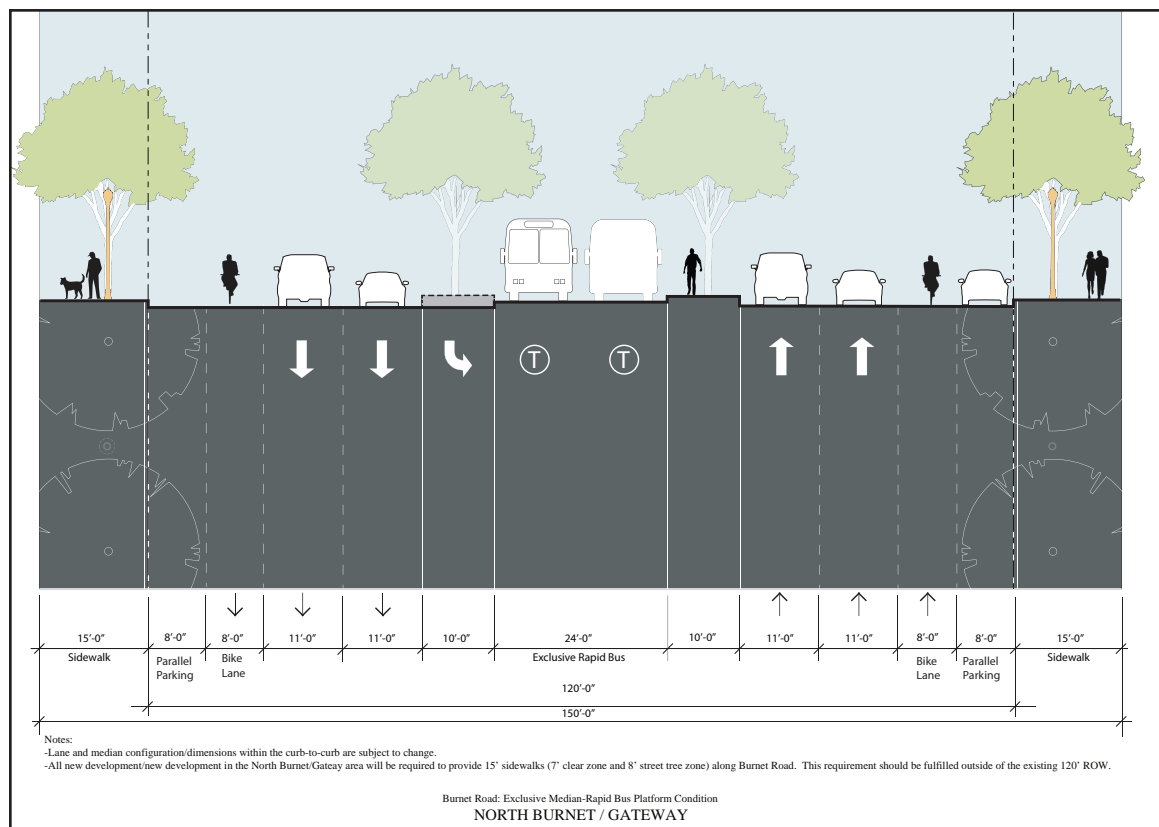 T T
15'-0" 8'-0" 8'-0" 11'-0" 11'-0" 10'-0" 24'-0" 10'-0" 11'-0" 11'-0" 8'-0" 8'-0" 15'-0"
Sidewalk Parallel Bike Exclusive Rapid Bus Bike Parallel Sidewalk
Parking Lane Lane Parking
120'-0"
150'-0"
Notes:
-Lane and median configuration/dimensions within the curb-to-curb are subject to change.
-All new development/new development in the North Burnet/Gateay area will be required to provide 15' sidewalks (7' clear zone and 8' street tree zone) along Burnet Road. This requirement should be fulfilled outside of the existing 120' ROW.
Burnet Road: Exclusive Median-Rapid Bus Platform Condition
NORTH BURNET / GATEWAY